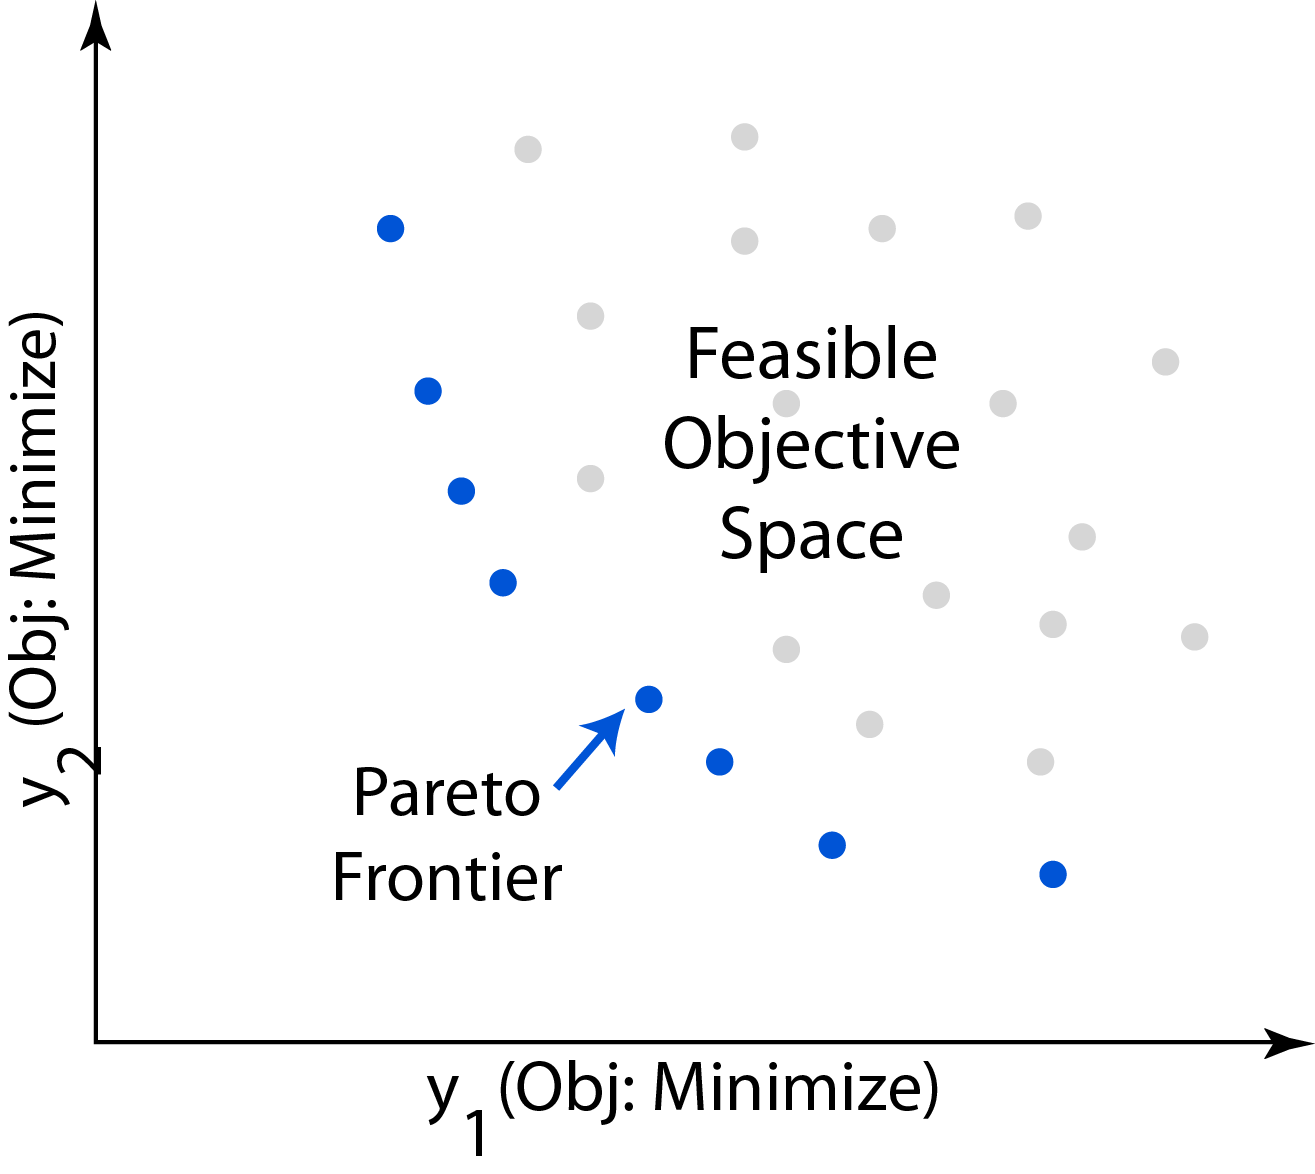 Feasible
Objective
Space
Pareto
Frontier
y2 (Obj: Minimize)
y1 (Obj: Minimize)